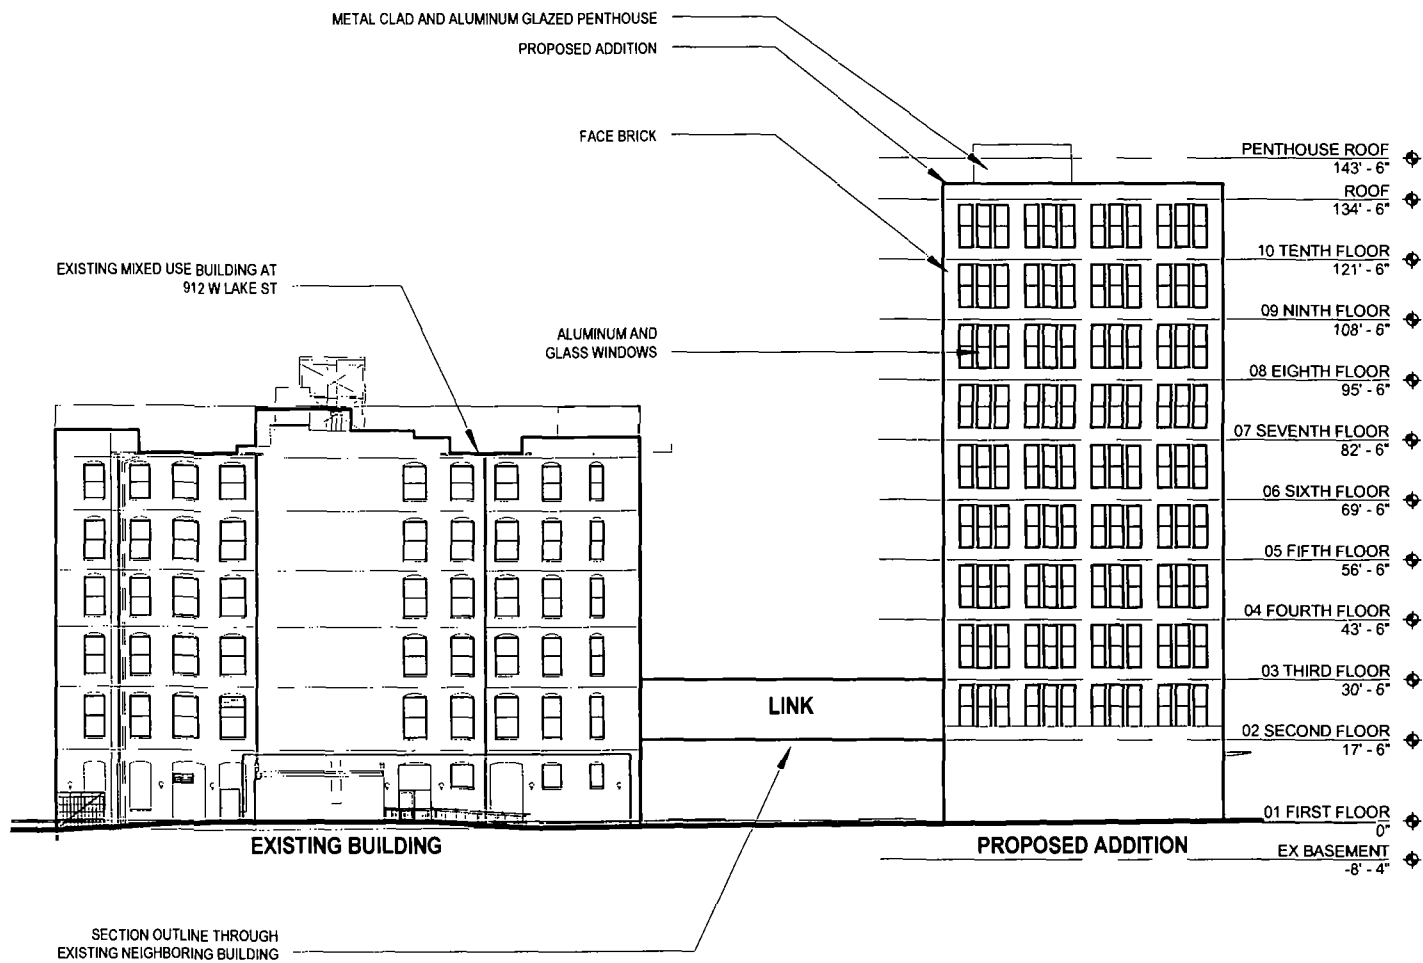 METAL CLAD AND ALUMINUM GLAZED PENTHOUSE
PROPOSED ADDITION
FACE BRICK
EXISTING MIXED USE BUILDING AT
912 W LAKE ST
ALUMINUM AND
GLASS WINDOWS
PENTHOUSE ROOF
143' - 6"
ROOF
134' - 6"
10 TENTH FLOOR
121' - 6"
09 NINTH FLOOR
108' - 6"
08 EIGHTH FLOOR
95' - 6"
07 SEVENTH FLOOR
82' - 6"
06 SIXTH FLOOR
69' - 6"
05 FIFTH FLOOR
56' - 6"
04 FOURTH FLOOR
43' - 6"
03 THIRD FLOOR
30' - 6"
02 SECOND FLOOR
17' - 6"
01 FIRST FLOOR
0"
EX BASEMENT
-8' - 4"
LINK
EXISTING BUILDING
PROPOSED ADDITION
SECTION OUTLINE THROUGH
EXISTING NEIGHBORING BUILDING